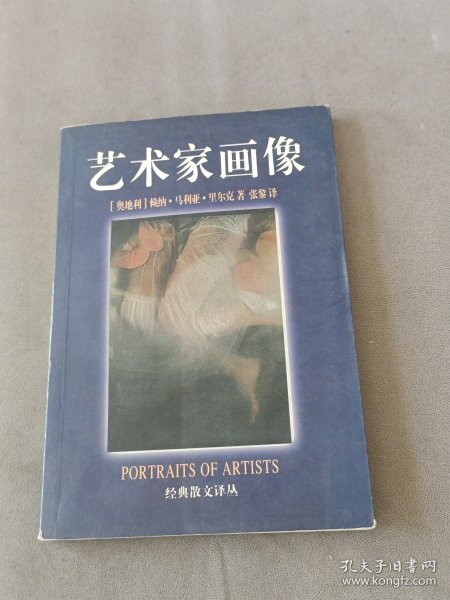 艺术家画像
[奥地利]赖纳·马利亚·里尔克 著 张黎 译
PORTRAITS OF ARTISTS
经典散文译丛
孔夫子旧书网
www.kongfz.com